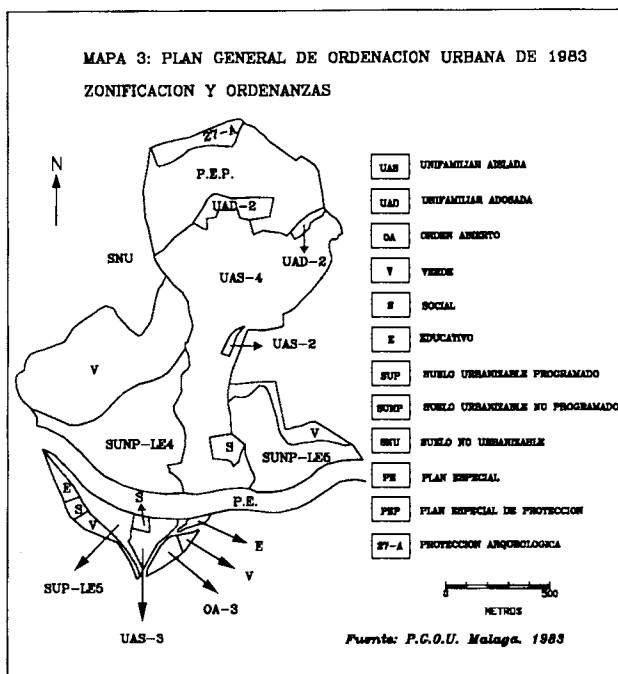 MAPA 3: PLAN GENERAL DE ORDENACION URBANA DE 1983
ZONIFICACION Y ORDENANZAS
27-A
N
P.E.P.
UAD-2
SNU
UAD-2
UAS-4
UAS-2
V
SUNP-LE4
S
V
SUNP-LE5
E
S
S
P.E.
V
E
V
SUP-LE5
OA-3
UAS-3
UAS UNIFAMILIAR AISLADA
UAD UNIFAMILIAR ADOSADA
OA ORDEN ABIERTO
V VERDE
S SOCIAL
E EDUCATIVO
SUP SUELO URBANIZABLE PROGRAMADO
SUNP SUELO URBANIZABLE NO PROGRAMADO
SNU SUELO NO URBANIZABLE
PE PLAN ESPECIAL
PEP PLAN ESPECIAL DE PROTECCION
27-A PROTECCION ARQUEOLOGICA
0 500
METROS
Fuente: P.G.O.U. Malaga. 1983